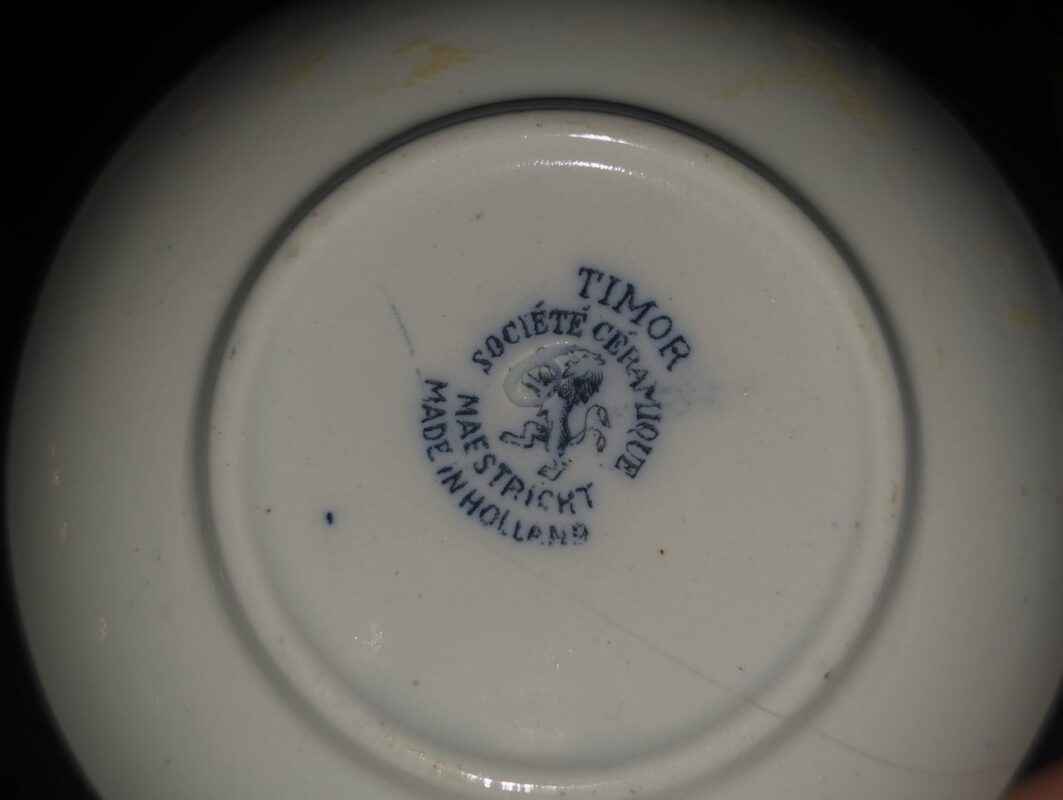 TIMOR
SOCIÉTÉ CÉRAMIQUE
MAESTRICHT
MADE IN HOLLAND